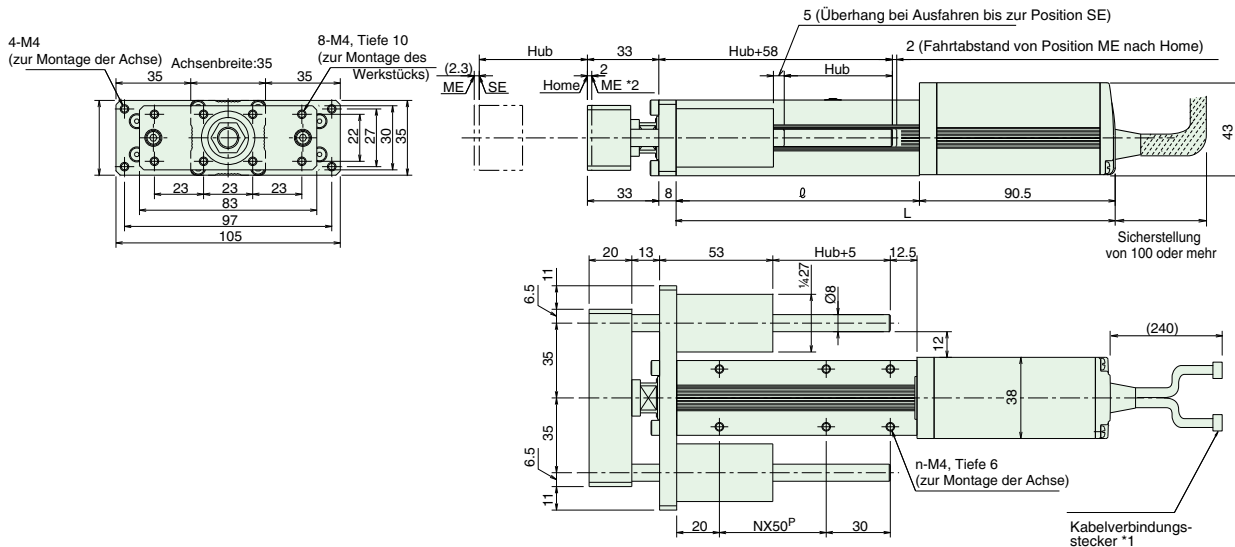 4-M4
(zur Montage der Achse)
8-M4, Tiefe 10
(zur Montage des
Werkstücks)
Achsenbreite:35
35
35
22
27
30
35
23
23
23
83
97
105
5 (Überhang bei Ausfahren bis zur Position SE)
2 (Fahrtabstand von Position ME nach Home)
Hub
33
Hub+58
Hub
(2.3)
ME
SE
2
Home
ME *2
43
33
8
ℓ
90.5
L
Sicherstellung
von 100 oder mehr
20
13
53
Hub+5
12.5
11
6.5
35
35
6.5
11
¼27
Ø8
12
38
(240)
n-M4, Tiefe 6
(zur Montage der Achse)
20
NX50P
30
Kabelverbindungs-
stecker *1